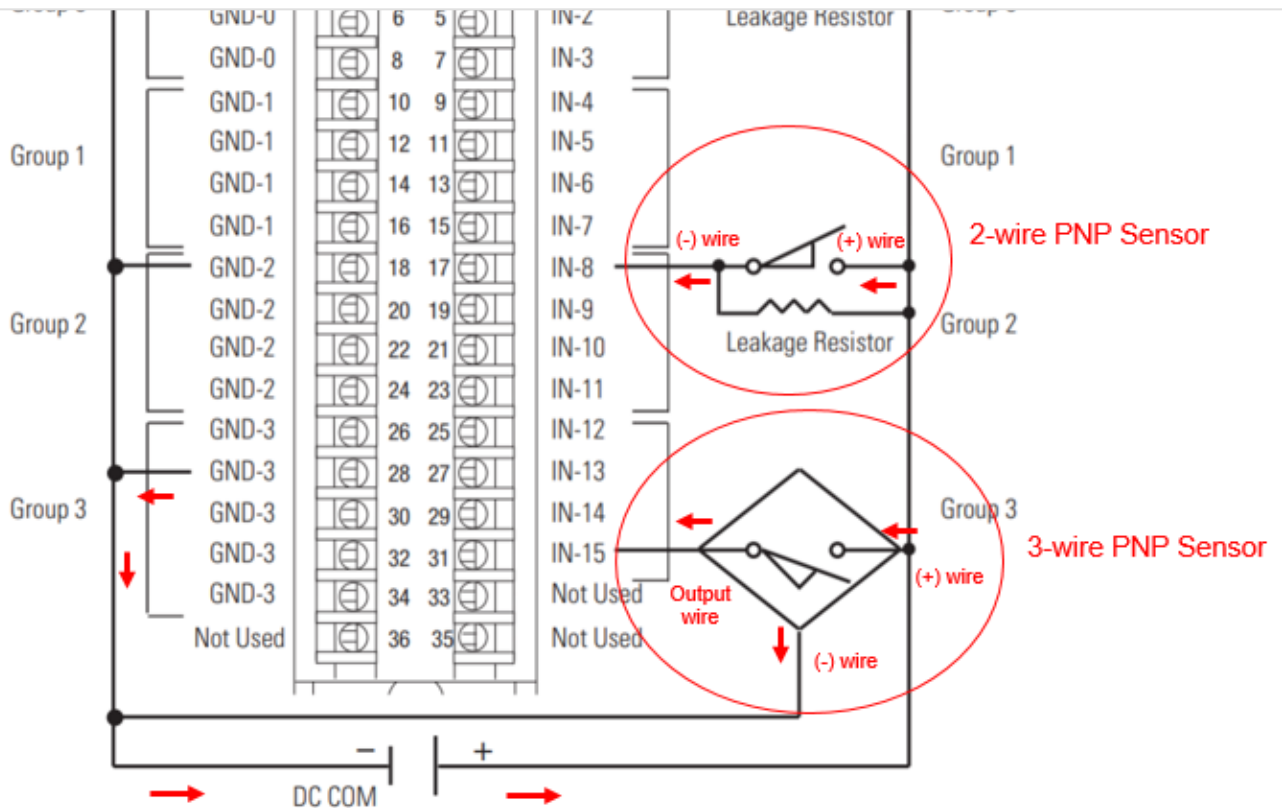 GND-0 6 5 IN-2 Leakage Resistor
GND-0 8 7 IN-3
GND-1 10 9 IN-4
GND-1 12 11 IN-5
Group 1 Group 1
GND-1 14 13 IN-6
GND-1 16 15 IN-7
(-) wire (+) wire 2-wire PNP Sensor
GND-2 18 17 IN-8
GND-2 20 19 IN-9
Group 2 Group 2
GND-2 22 21 IN-10 Leakage Resistor
GND-2 24 23 IN-11
GND-3 26 25 IN-12
GND-3 28 27 IN-13
Group 3 Group 3
GND-3 30 29 IN-14
GND-3 32 31 IN-15 3-wire PNP Sensor
(+) wire
GND-3 34 33 Not Used Output
wire
Not Used 36 35 Not Used
(-) wire
− +
DC COM